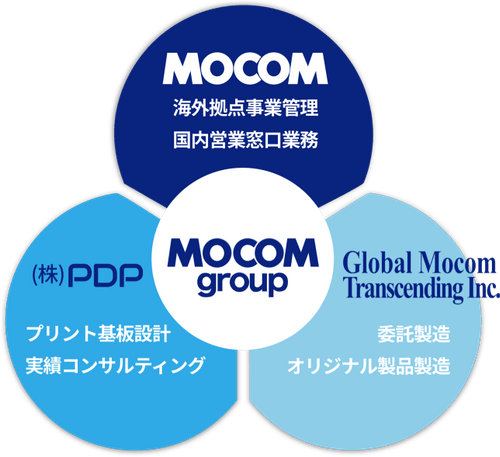 MOCOM
海外拠点事業管理
国内営業窓口業務
MOCOM
group
(株)PDP
プリント基板設計
実績コンサルティング
Global Mocom
Transcending Inc.
委託製造
オリジナル製品製造